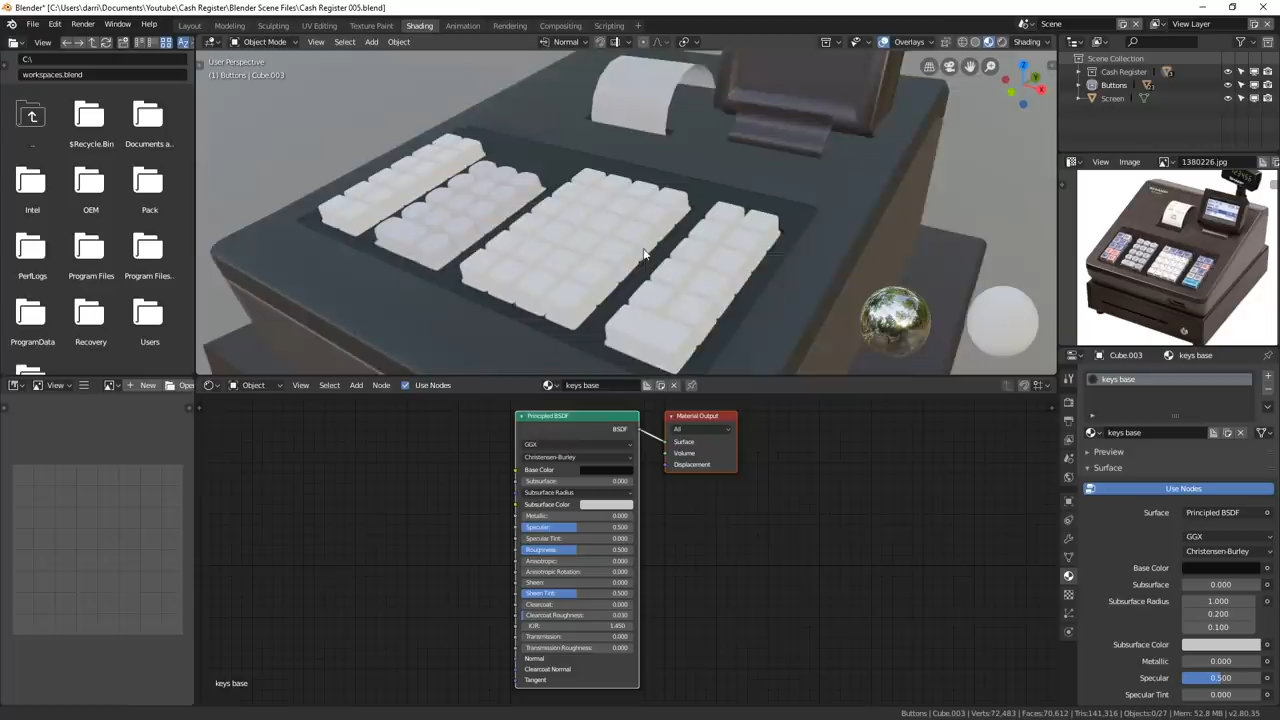 Blender* [C:\Users\darri\Documents\Youtube\Cash Register\Blender Scene Files\Cash Register 005.blend]
File Edit Render Window Help
Layout Modeling Sculpting UV Editing Texture Paint Shading Animation Rendering Compositing Scripting +
Scene
View Layer
View
Object Mode View Select Add Object
Normal
Overlays
Shading
C:\
workspaces.blend
..
$Recycle.Bin
Documents a..
Intel
OEM
Pack
PerfLogs
Program Files
Program Files..
ProgramData
Recovery
Users
User Perspective
(1) Buttons | Cube.003
Scene Collection
Cash Register
Buttons
Screen
View Image 1380226.jpg
SHARP
123456
View
New
Open
Object View Select Add Node Use Nodes
keys base
Principled BSDF
BSDF
GGX
Christensen-Burley
Base Color
Subsurface: 0.000
Subsurface Radius
Subsurface Color
Metallic: 0.000
Specular: 0.500
Specular Tint: 0.000
Roughness: 0.500
Anisotropic: 0.000
Anisotropic Rotation: 0.000
Sheen: 0.000
Sheen Tint: 0.500
Clearcoat: 0.000
Clearcoat Roughness: 0.030
IOR: 1.450
Transmission: 0.000
Transmission Roughness: 0.000
Normal
Clearcoat Normal
Tangent
Material Output
All
Surface
Volume
Displacement
keys base
Cube.003 keys base
keys base
keys base
Preview
Surface
Use Nodes
Surface Principled BSDF
GGX
Christensen-Burley
Base Color
Subsurface 0.000
Subsurface Radius 1.000
0.200
0.100
Subsurface Color
Metallic 0.000
Specular 0.500
Specular Tint 0.000
Buttons | Cube.003 | Verts:72,483 | Faces:70,612 | Tris:141,316 | Objects:0/27 | Mem: 52.8 MB | v2.80.35